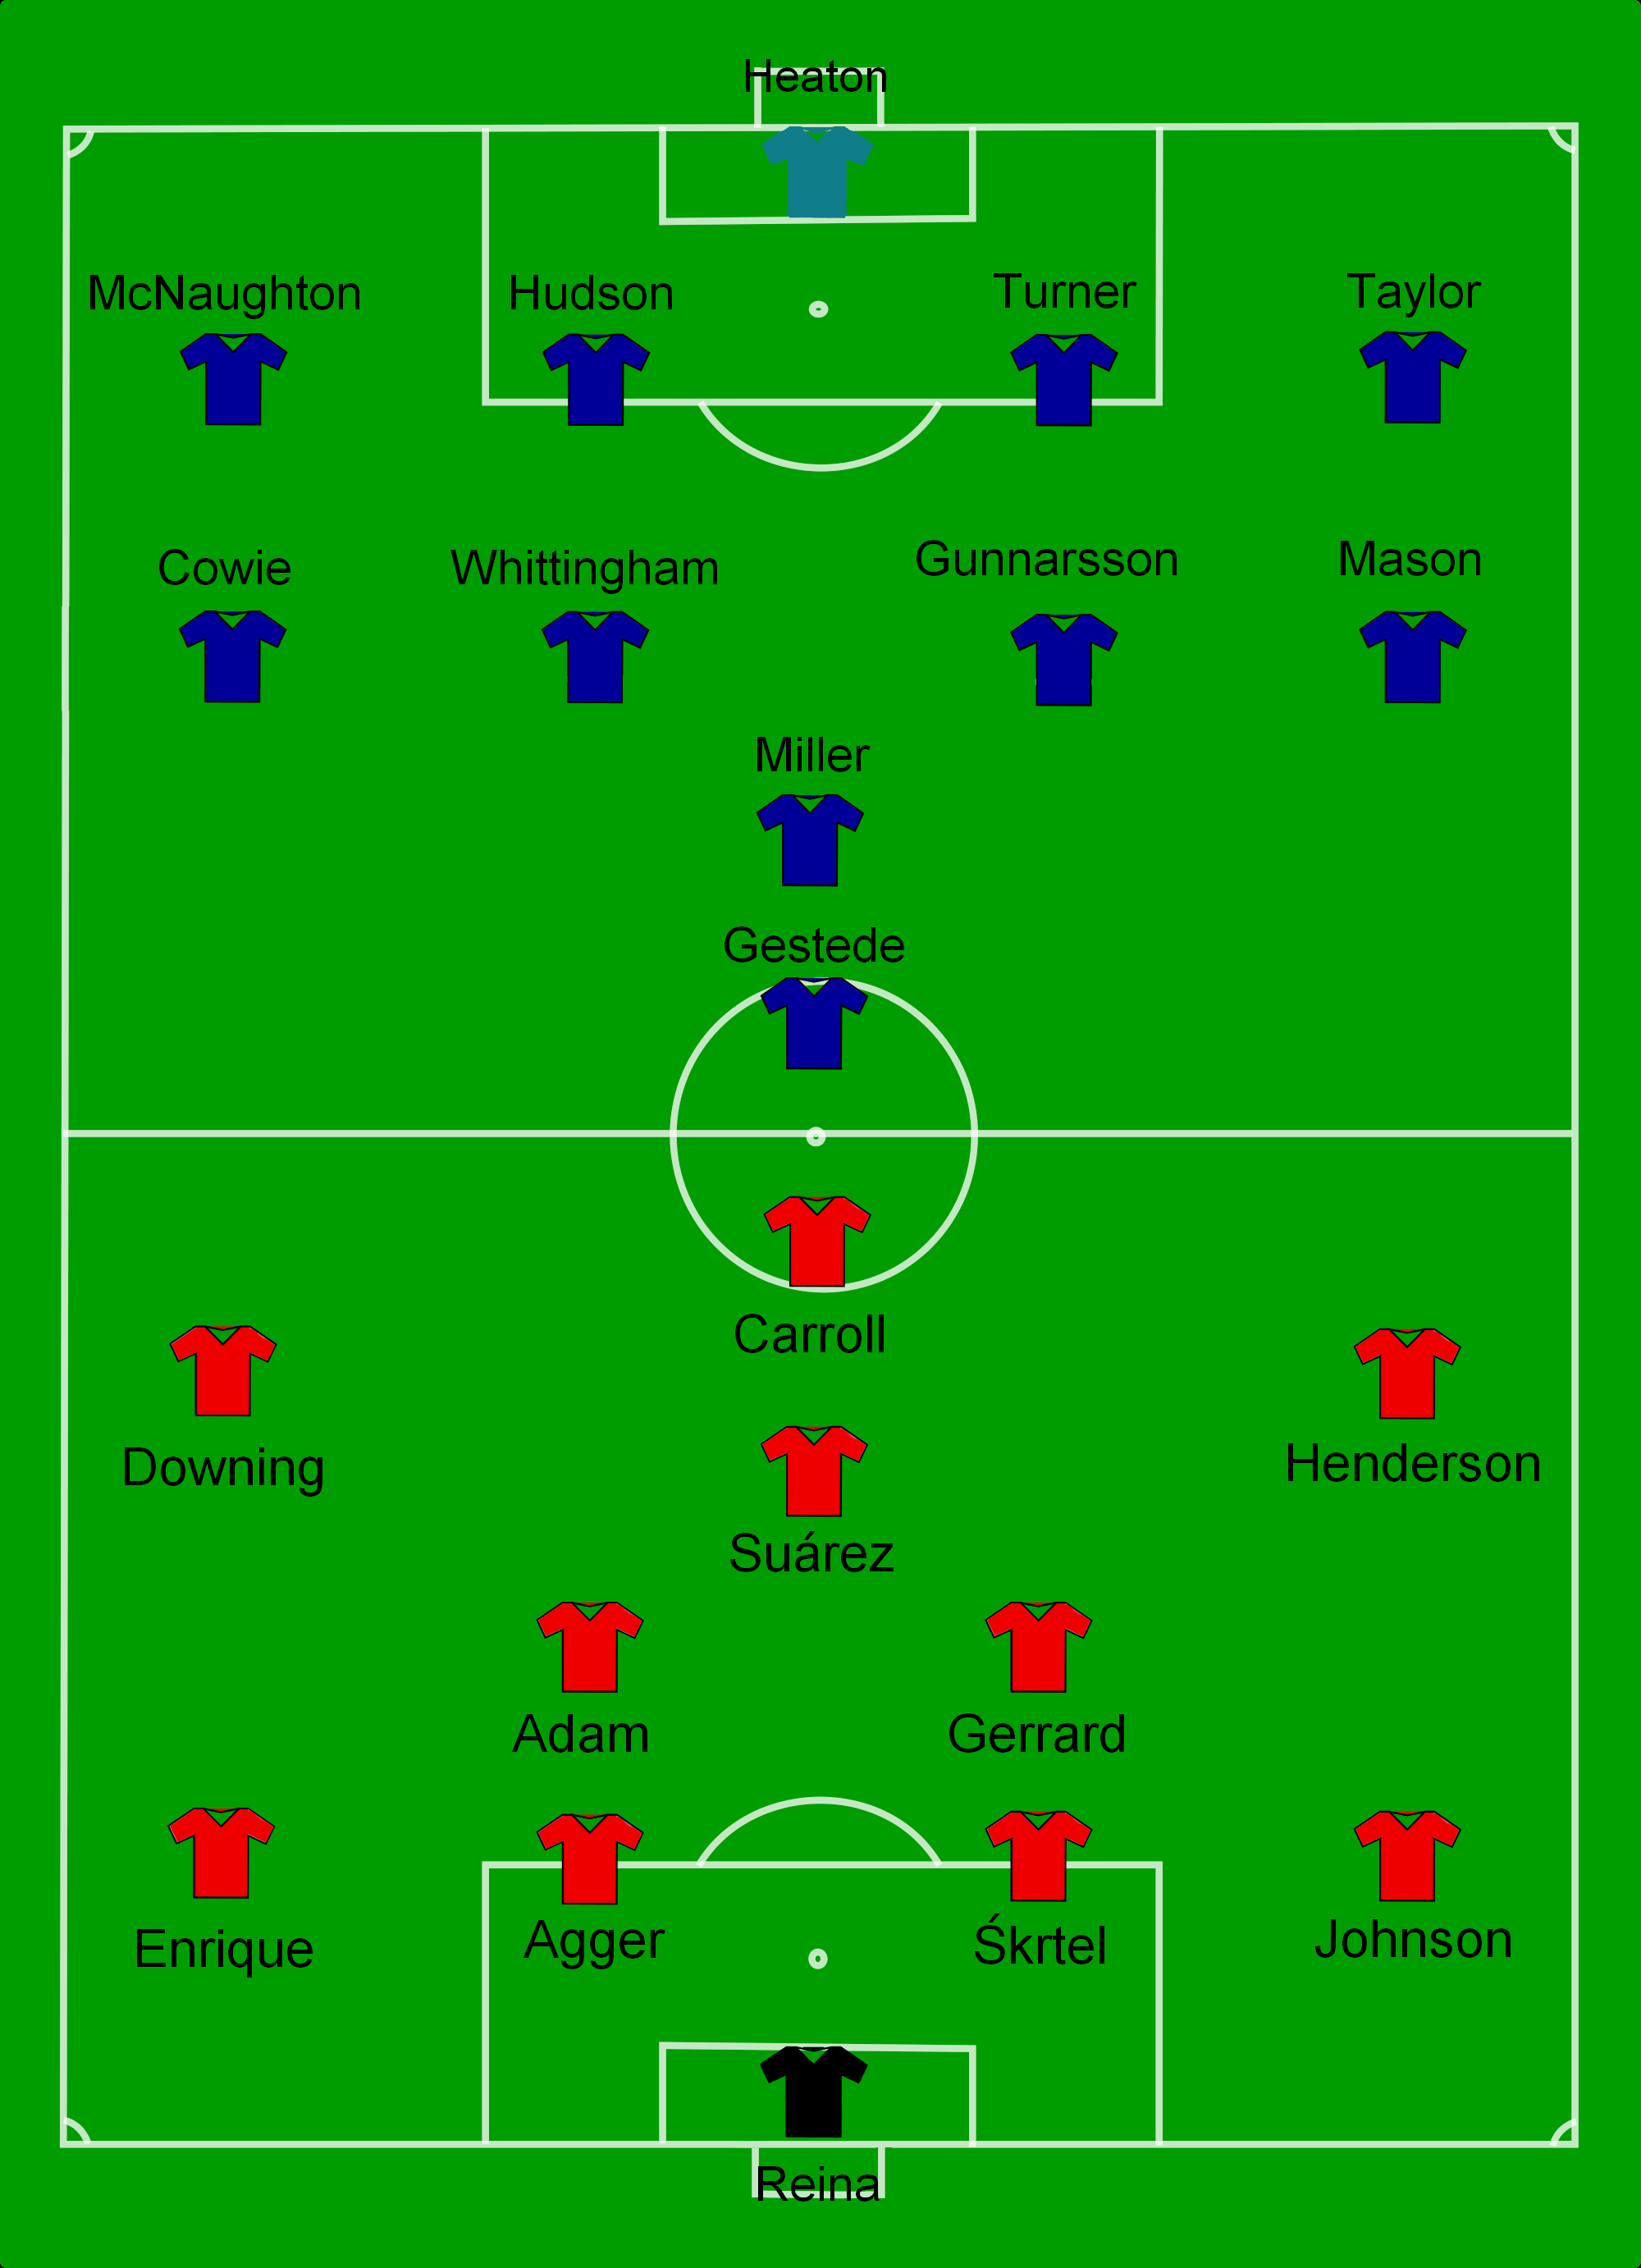 Heaton
McNaughton Hudson Turner Taylor
Cowie Whittingham Gunnarsson Mason
Miller
Gestede
Carroll
Downing Henderson
Suárez
Adam Gerrard
Enrique Agger Śkrtel Johnson
Reina